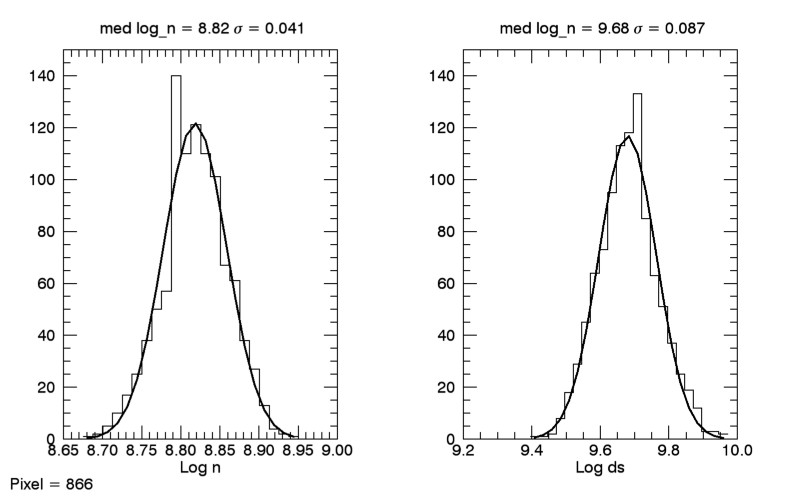 med log_n = 8.82 σ = 0.041
med log_n = 9.68 σ = 0.087
140
120
100
80
60
40
20
0
8.65 8.70 8.75 8.80 8.85 8.90 8.95 9.00
Log n
140
120
100
80
60
40
20
0
9.2 9.4 9.6 9.8 10.0
Log ds
Pixel = 866